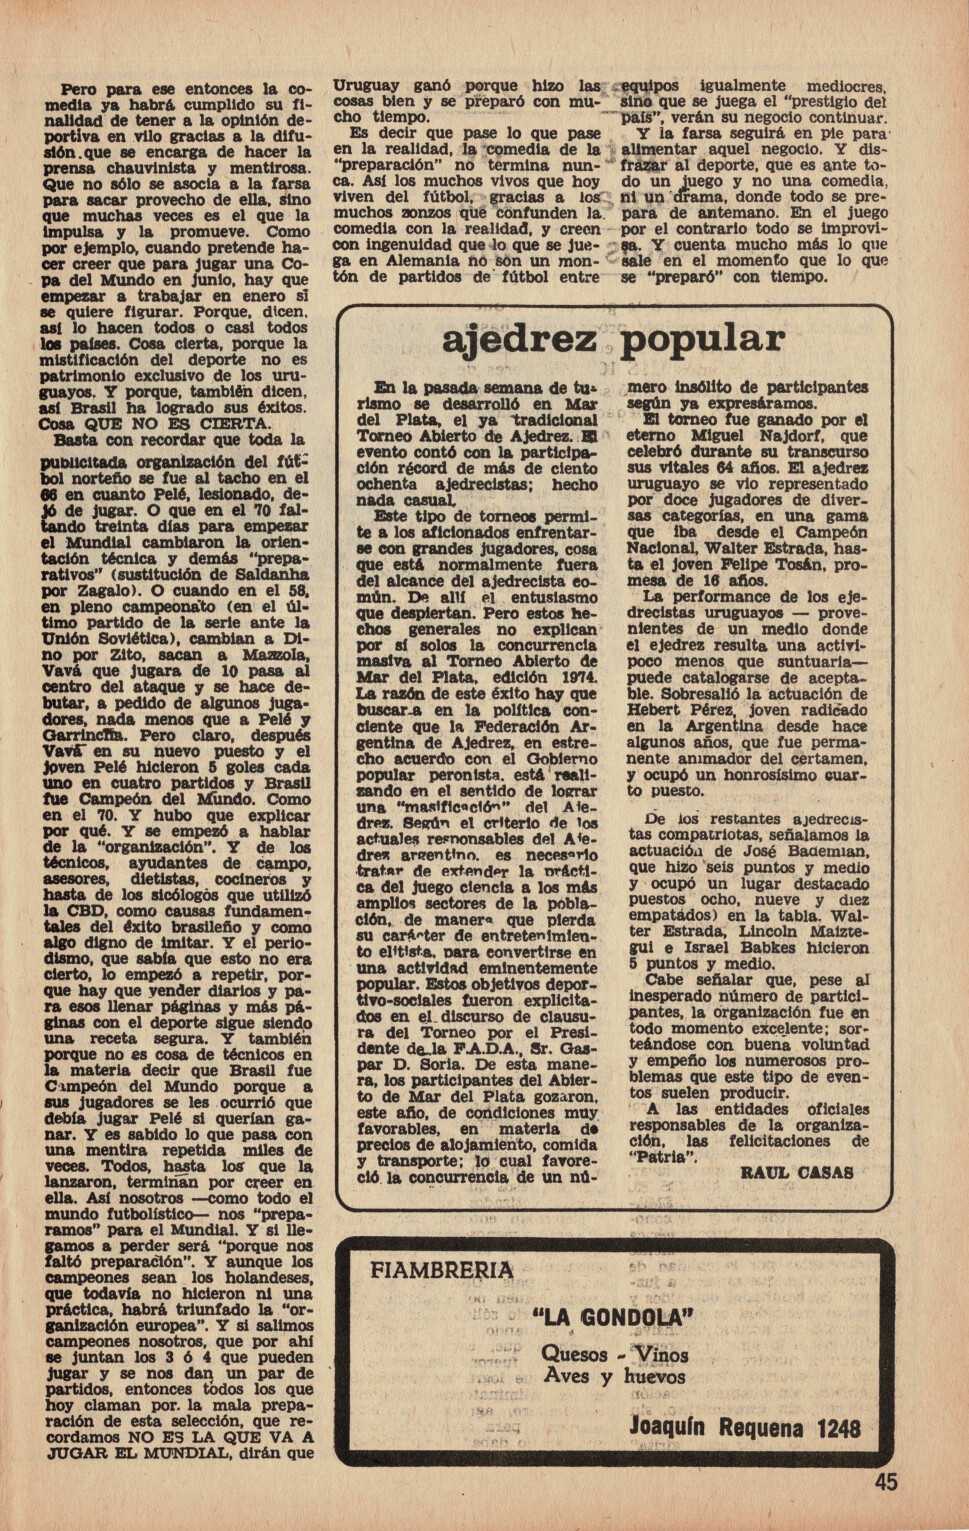 Pero para ese entonces la co-
media ya habrá cumplido su fi-
nalidad de tener a la opinión de-
portiva en vilo gracias a la difu-
sión que se encarga de hacer la
prensa chauvinista y mentirosa.
Que no sólo se asocia a la farsa
para sacar provecho de ella, sino
que muchas veces es el que la
impulsa y la promueve. Como
por ejemplo, cuando pretende ha-
cer creer que para jugar una Co-
pa del Mundo en junio, hay que
empezar a trabajar en enero si
se quiere figurar. Porque, dicen,
así lo hacen todos o casi todos
los países. Cosa cierta, porque la
mistificación del deporte no es
patrimonio exclusivo de los uru-
guayos. Y porque, también dicen,
así Brasil ha logrado sus éxitos.
Cosa QUE NO ES CIERTA.
Basta con recordar que toda la
publicitada organización del fút-
bol norteño se fue al tacho en el
66 en cuanto Pelé, lesionado, de-
jó de jugar. O que en el 70 fal-
tando treinta días para empezar
el Mundial cambiaron la orien-
tación técnica y demás "prepa-
rativos" (sustitución de Saldanha
por Zagalo). O cuando en el 58,
en pleno campeonato (en el úl-
timo partido de la serie ante la
Unión Soviética), cambian a Di-
no por Zito, sacan a Mazzola,
Vavá que jugara de 10 pasa al
centro del ataque y se hace de-
butar, a pedido de algunos juga-
dores, nada menos que a Pelé y
Garrincha. Pero claro, después
Vavá en su nuevo puesto y el
joven Pelé hicieron 5 goles cada
uno en cuatro partidos y Brasil
fue Campeón del Mundo. Como
en el 70. Y hubo que explicar
por qué. Y se empezó a hablar
de la "organización". Y de los
técnicos, ayudantes de campo,
asesores, dietistas, cocineros y
hasta de los sicólogos que utilizó
la CBD, como causas fundamen-
tales del éxito brasileño y como
algo digno de imitar. Y el perio-
dismo, que sabía que esto no era
cierto, lo empezó a repetir, por-
que hay que vender diarios y pa-
ra esos llenar páginas y más pá-
ginas con el deporte sigue siendo
una receta segura. Y también
porque no es cosa de técnicos en
la materia decir que Brasil fue
Campeón del Mundo porque a
sus jugadores se les ocurrió que
debía jugar Pelé si querían ga-
nar. Y es sabido lo que pasa con
una mentira repetida miles de
veces. Todos, hasta los que la
lanzaron, terminan por creer en
ella. Así nosotros —como todo el
mundo futbolístico— nos "prepa-
ramos" para el Mundial. Y si lle-
gamos a perder será "porque nos
faltó preparación". Y aunque los
campeones sean los holandeses,
que todavía no hicieron ni una
práctica, habrá triunfado la "or-
ganización europea". Y si salimos
campeones nosotros, que por ahí
se juntan los 3 ó 4 que pueden
jugar y se nos dan un par de
partidos, entonces todos los que
hoy claman por la mala prepa-
ración de esta selección, que re-
cordamos NO ES LA QUE VA A
JUGAR EL MUNDIAL, dirán que
Uruguay ganó porque hizo las
cosas bien y se preparó con mu-
cho tiempo.
Es decir que pase lo que pase
en la realidad, la comedia de la
"preparación" no termina nun-
ca. Así los muchos vivos que hoy
viven del fútbol, gracias a los
muchos zonzos que confunden la
comedia con la realidad, y creen
con ingenuidad que lo que se jue-
ga en Alemania no son un mon-
tón de partidos de fútbol entre
equipos igualmente mediocres,
sino que se juega el "prestigio del
país", verán su negocio continuar.
Y la farsa seguirá en pie para
alimentar aquel negocio. Y dis-
frazar al deporte, que es ante to-
do un juego y no una comedia,
ni un drama, donde todo se pre-
para de antemano. En el juego
por el contrario todo se improvi-
sa. Y cuenta mucho más lo que
sale en el momento que lo que
se "preparó" con tiempo.
ajedrez popular
En la pasada semana de tu-
rismo se desarrolló en Mar
del Plata, el ya tradicional
Torneo Abierto de Ajedrez. El
evento contó con la participa-
ción récord de más de ciento
ochenta ajedrecistas; hecho
nada casual.
Este tipo de torneos permi-
te a los aficionados enfrentar-
se con grandes jugadores, cosa
que está normalmente fuera
del alcance del ajedrecista co-
mún. De allí el entusiasmo
que despiertan. Pero estos he-
chos generales no explican
por sí solos la concurrencia
masiva al Torneo Abierto de
Mar del Plata, edición 1974.
La razón de este éxito hay que
buscar-a en la política con-
ciente que la Federación Ar-
gentina de Ajedrez, en estre-
cho acuerdo con el Gobierno
popular peronista, está reali-
zando en el sentido de lograr
una "masificación" del Aje-
drez. Según el criterio de los
actuales responsables del Aje-
drez argentino, es necesario
tratar de extender la prácti-
ca del juego ciencia a los más
amplios sectores de la pobla-
ción, de manera que pierda
su carácter de entretenimien-
to elitista, para convertirse en
una actividad eminentemente
popular. Estos objetivos depor-
tivo-sociales fueron explicita-
dos en el discurso de clausu-
ra del Torneo por el Presi-
dente de la F.A.D.A., Sr. Gas-
par D. Soria. De esta mane-
ra, los participantes del Abier-
to de Mar del Plata gozaron,
este año, de condiciones muy
favorables, en materia de
precios de alojamiento, comida
y transporte; lo cual favore-
ció la concurrencia de un nú-
mero insólito de participantes
según ya expresáramos.
El torneo fue ganado por el
eterno Miguel Najdorf, que
celebró durante su transcurso
sus vitales 64 años. El ajedrez
uruguayo se vio representado
por doce jugadores de diver-
sas categorías, en una gama
que iba desde el Campeón
Nacional, Walter Estrada, has-
ta el joven Felipe Tosán, pro-
mesa de 16 años.
La performance de los eje-
drecistas uruguayos — prove-
nientes de un medio donde
el ejedrez resulta una activi-
poco menos que suntuaria—
puede catalogarse de acepta-
ble. Sobresalió la actuación de
Hebert Pérez, joven radicado
en la Argentina desde hace
algunos años, que fue perma-
nente animador del certamen,
y ocupó un honrosísimo cuar-
to puesto.
De los restantes ajedrecis-
tas compatriotas, señalamos la
actuación de José Bademian,
que hizo seis puntos y medio
y ocupó un lugar destacado
puestos ocho, nueve y diez
empatados) en la tabla. Wal-
ter Estrada, Lincoln Maizte-
gui e Israel Babkes hicieron
5 puntos y medio.
Cabe señalar que, pese al
inesperado número de partici-
pantes, la organización fue en
todo momento excelente; sor-
teándose con buena voluntad
y empeño los numerosos pro-
blemas que este tipo de even-
tos suelen producir.
A las entidades oficiales
responsables de la organiza-
ción, las felicitaciones de
"Patria".
RAUL CASAS
FIAMBRERIA
"LA GONDOLA"
Quesos - Vinos
Aves y huevos
Joaquín Requena 1248
45